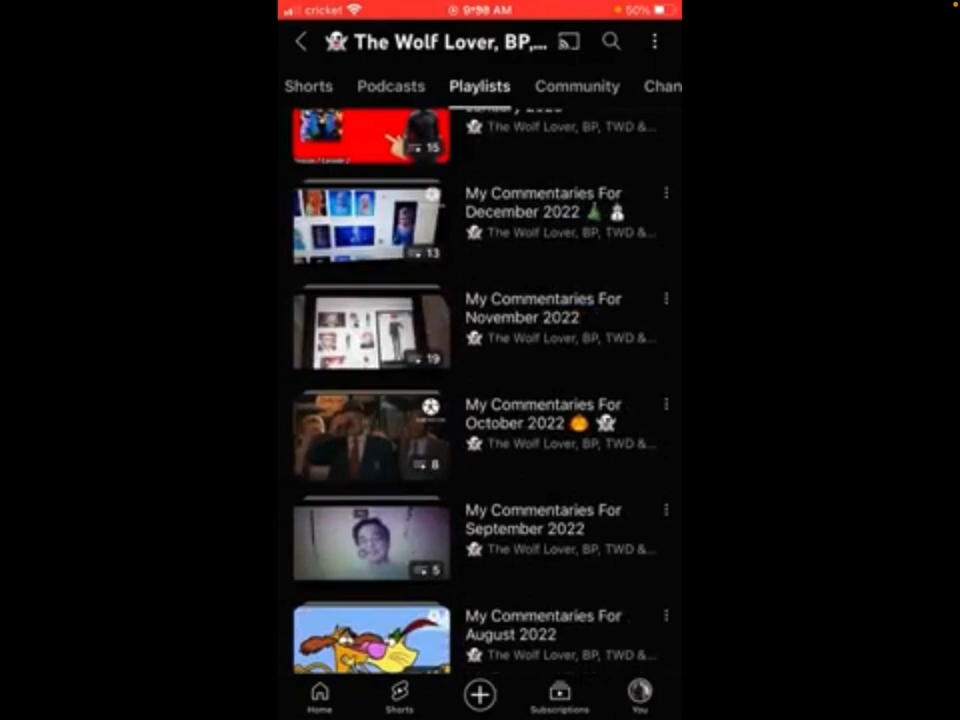 cricket
9:98 AM
50%
The Wolf Lover, BP,...
Shorts Podcasts Playlists Community Chan
15
The Wolf Lover, BP, TWD &...
My Commentaries For
December 2022
The Wolf Lover, BP, TWD &...
13
My Commentaries For
November 2022
The Wolf Lover, BP, TWD &...
19
My Commentaries For
October 2022
The Wolf Lover, BP, TWD &...
8
My Commentaries For
September 2022
The Wolf Lover, BP, TWD &...
5
My Commentaries For
August 2022
The Wolf Lover, BP, TWD &...
Home Shorts Subscriptions You